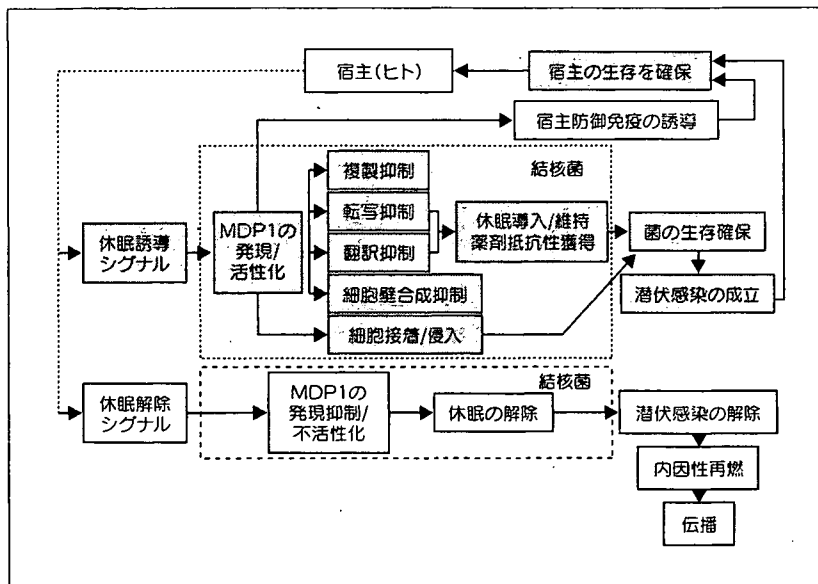 宿主(ヒト)
宿主の生存を確保
宿主防御免疫の誘導
結核菌
複製抑制
転写抑制
翻訳抑制
細胞壁合成抑制
細胞接着/侵入
MDP1の
発現/
活性化
休眠誘導
シグナル
休眠導入/維持
薬剤抵抗性獲得
菌の生存確保
潜伏感染の成立
結核菌
休眠解除
シグナル
MDP1の
発現抑制/
不活性化
休眠の解除
潜伏感染の解除
内因性再燃
伝播